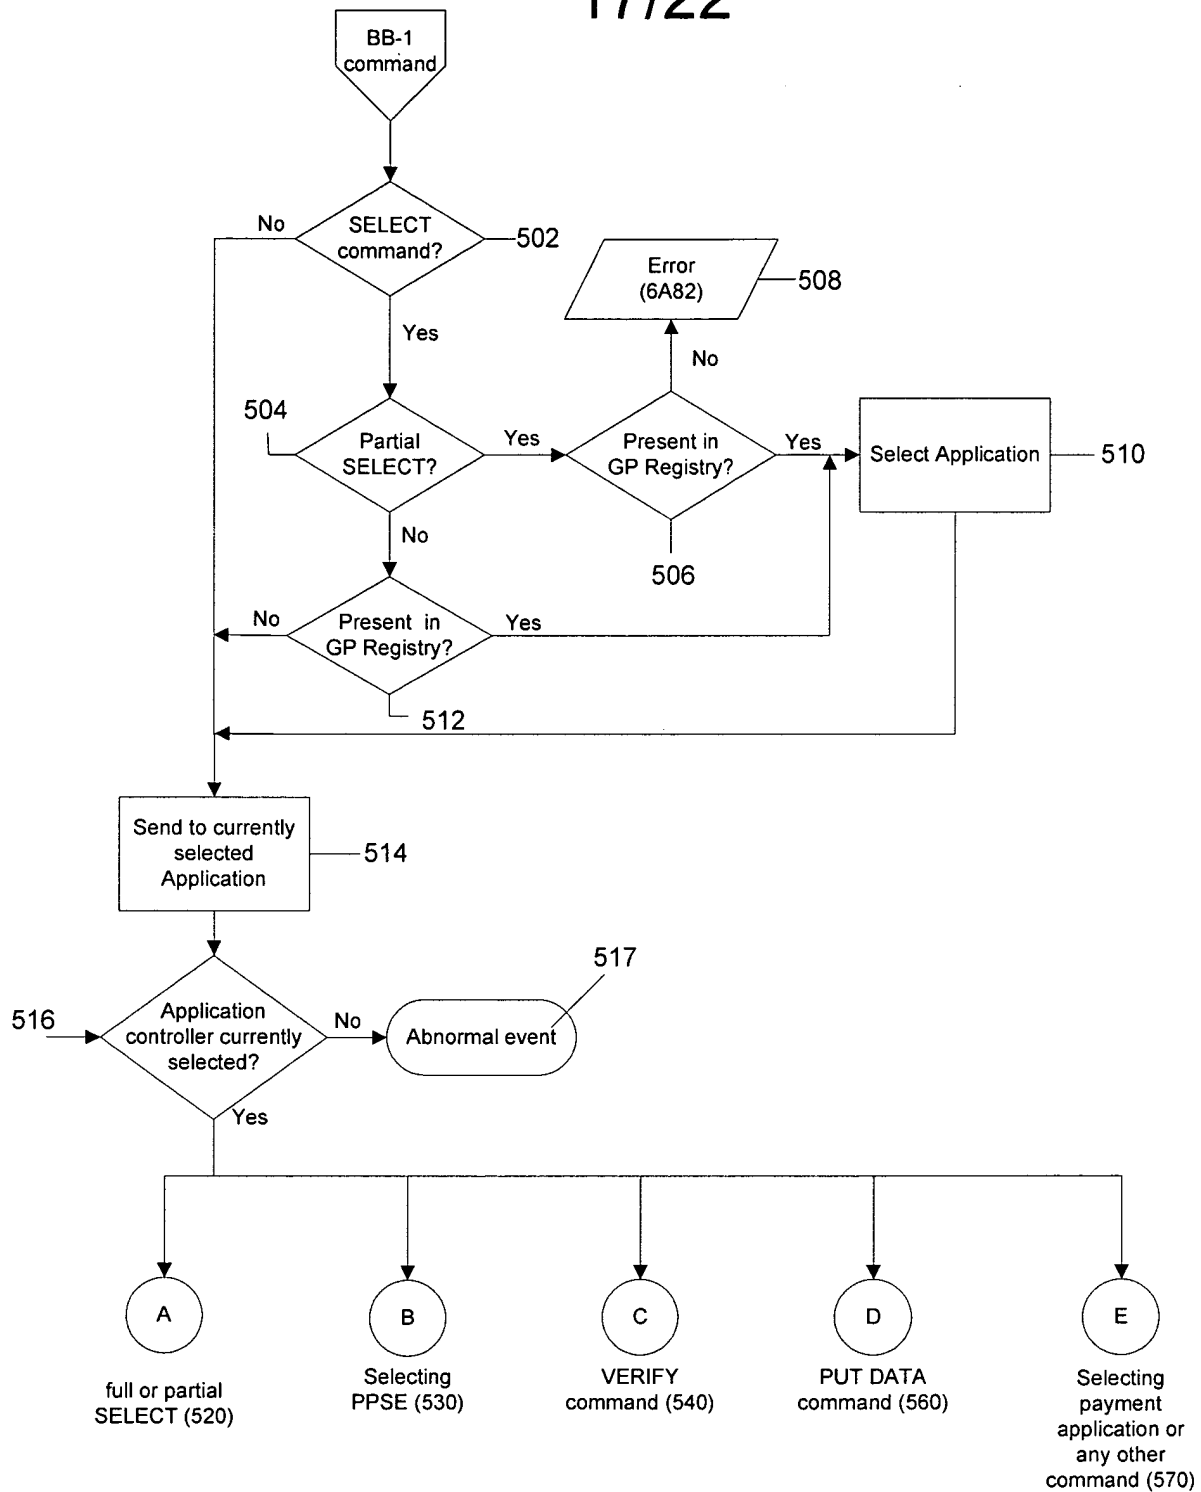 17/22
BB-1
command
No
SELECT
command?
502
Error
(6A82)
508
Yes
No
504
Partial
SELECT?
Yes
Present in
GP Registry?
Yes
Select Application
510
No
506
No
Present in
GP Registry?
Yes
512
Send to currently
selected
Application
514
517
516
Application
controller currently
selected?
No
Abnormal event
Yes
A
B
C
D
E
full or partial
SELECT (520)
Selecting
PPSE (530)
VERIFY
command (540)
PUT DATA
command (560)
Selecting
payment
application or
any other
command (570)